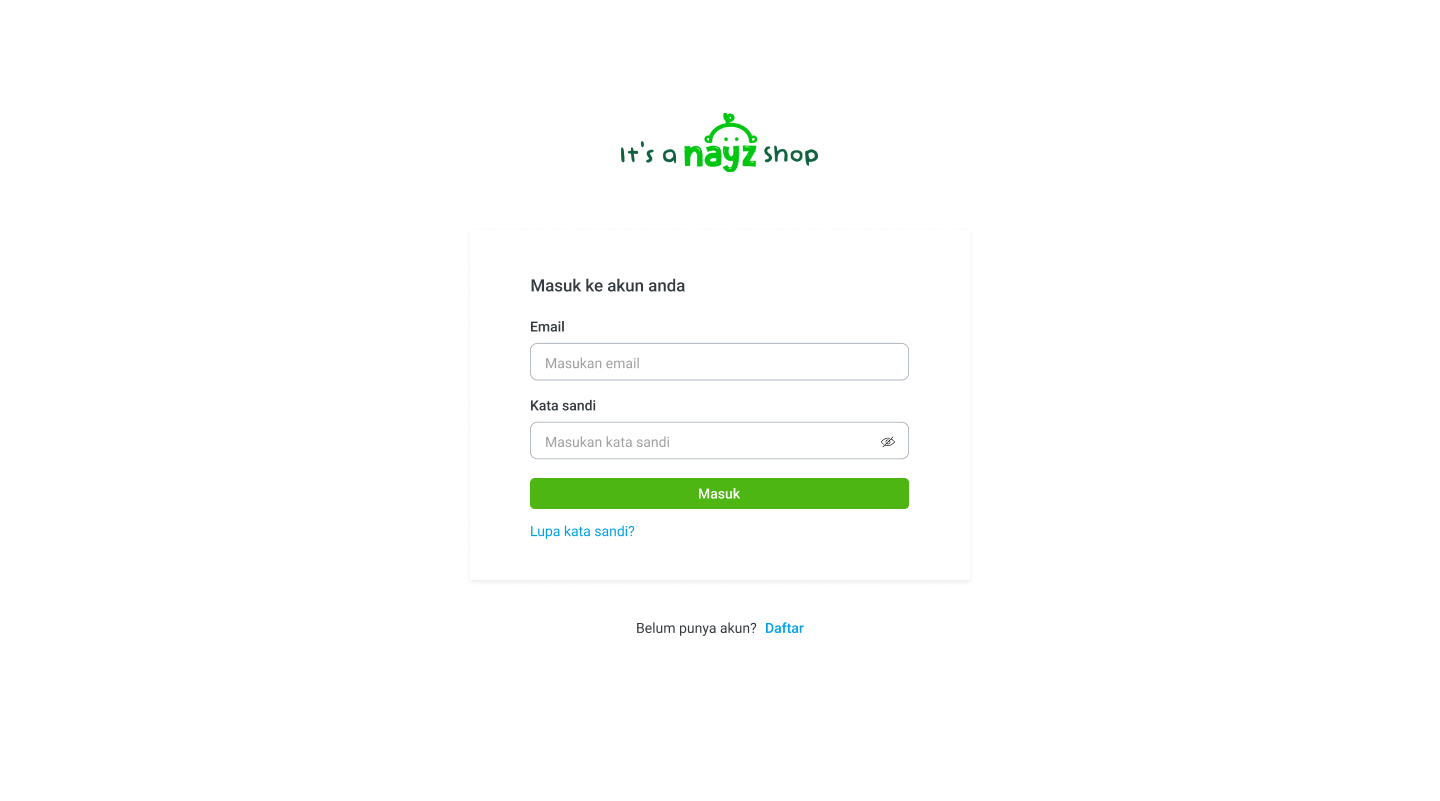 It's a nayz shop
Masuk ke akun anda
Email
Masukan email
Kata sandi
Masukan kata sandi
Masuk
Lupa kata sandi?
Belum punya akun? Daftar